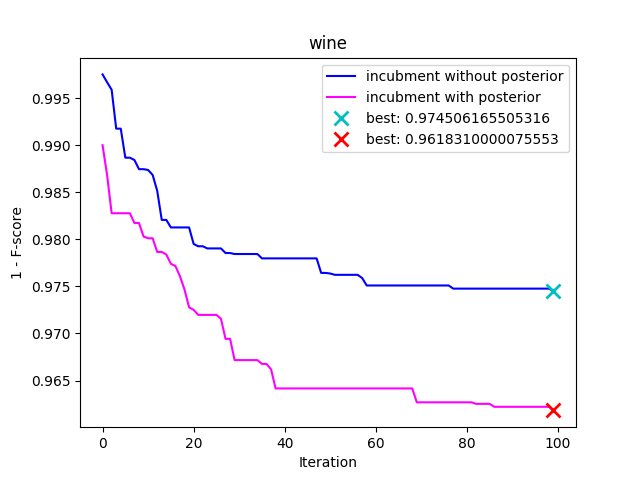 wine
incubment without posterior
incubment with posterior
best: 0.974506165505316
best: 0.9618310000075553
0.995
0.990
0.985
0.980
0.975
0.970
0.965
1 - F-score
0 20 40 60 80 100
Iteration